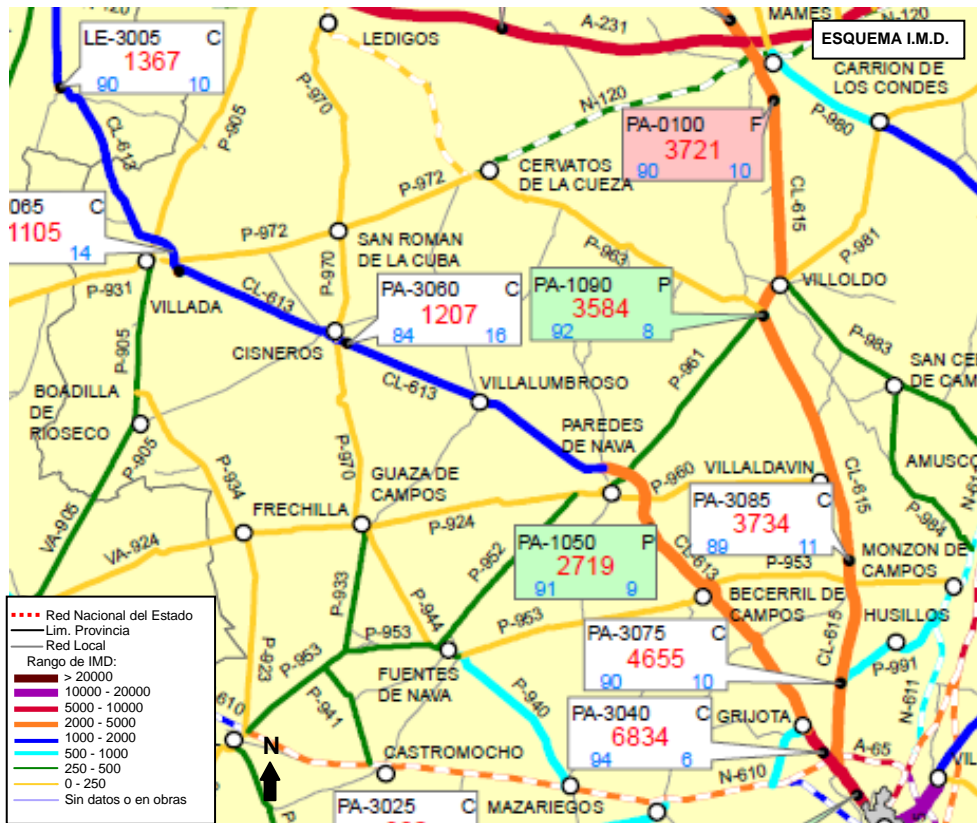 N-120
A-231
MAMES
N-120
ESQUEMA I.M.D.
LEDIGOS
LE-3005 C
1367
90 10
P-970
P-905
CL-613
N-120
CARRION DE
LOS CONDES
P-980
PA-0100 F
3721
90 10
CERVATOS
DE LA CUEZA
P-972
CL-615
065 C
1105
14
P-972
SAN ROMAN
DE LA CUBA
P-970
P-963
P-981
VILLOLDO
P-931
VILLADA
CL-613
PA-3060 C
1207
84 16
PA-1090 P
3584
92 8
CISNEROS
P-905
P-983
SAN CE
DE CAM
P-961
CL-613
VILLALUMBROSO
BOADILLA
DE
RIOSECO
P-905
PAREDES
DE NAVA
P-970
P-934
GUAZA DE
CAMPOS
P-960
VILLALDAVIN
CL-615
AMUSCO
FRECHILLA
P-924
VA-905
VA-924
PA-3085 C
3734
89 11
P-984
P-952
PA-1050 P
2719
91 9
CL-613
P-953
MONZON DE
CAMPOS
P-933
P-944
BECERRIL DE
CAMPOS
HUSILLOS
P-953
P-953
P-953
P-923
FUENTES
DE NAVA
PA-3075 C
4655
90 10
CL-615
P-991
N-611
P-941
P-940
610
PA-3040 C
6834
94 6
GRIJOTA
A-65
N
CASTROMOCHO
N-610
MAZARIEGOS
PA-3025 C
Red Nacional del Estado
Lim. Provincia
Red Local
Rango de IMD:
> 20000
10000 - 20000
5000 - 10000
2000 - 5000
1000 - 2000
500 - 1000
250 - 500
0 - 250
Sin datos o en obras